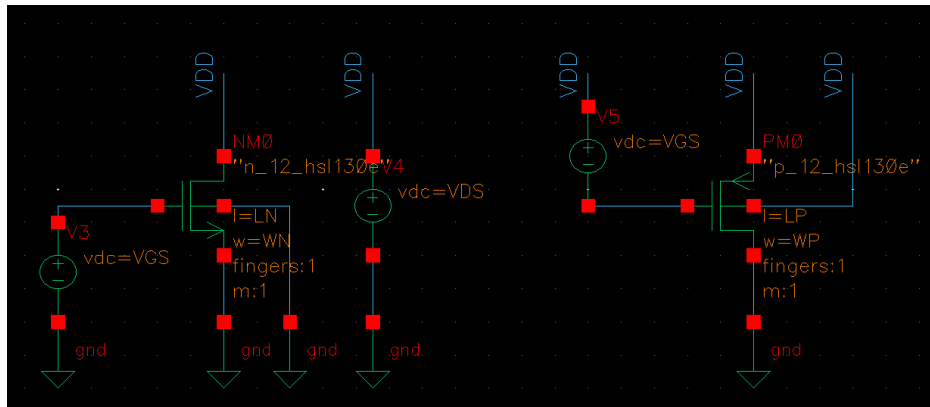 VDD
VDD
VDD
VDD
VDD
NM0
"n_12_hsl130e"
V4
vdc=VDS
V5
vdc=VGS
PM0
"p_12_hsl130e"
V3
vdc=VGS
l=LN
w=WN
fingers:1
m:1
l=LP
w=WP
fingers:1
m:1
gnd
gnd
gnd
gnd
gnd